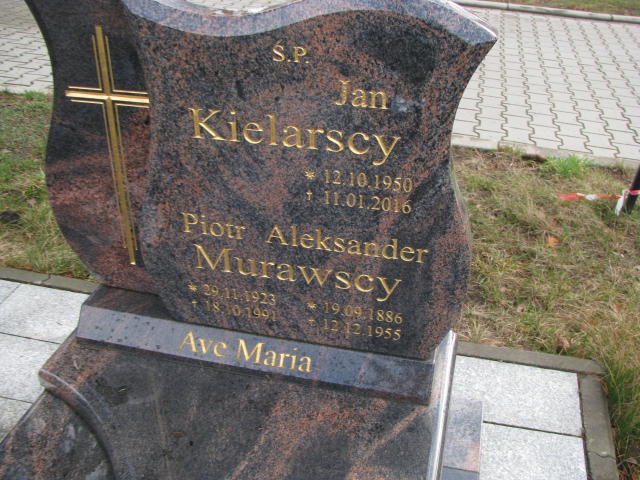 Ś.P.
Jan
Kielarscy
* 12.10.1950
† 11.01.2016
Piotr Aleksander
Murawscy
* 29.11.1923 * 19.09.1886
† 18.10.1991 † 12.12.1955
Ave Maria